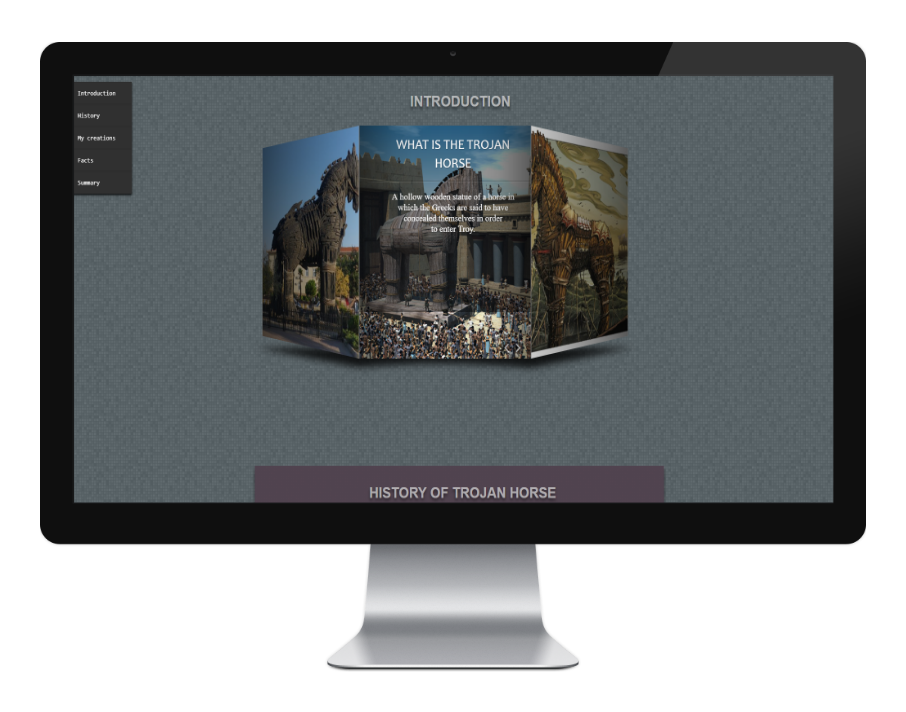 Introduction
History
My creations
Facts
Summary
INTRODUCTION
WHAT IS THE TROJAN
HORSE
A hollow wooden statue of a horse in
which the Greeks are said to have
concealed themselves in order
to enter Troy.
HISTORY OF TROJAN HORSE